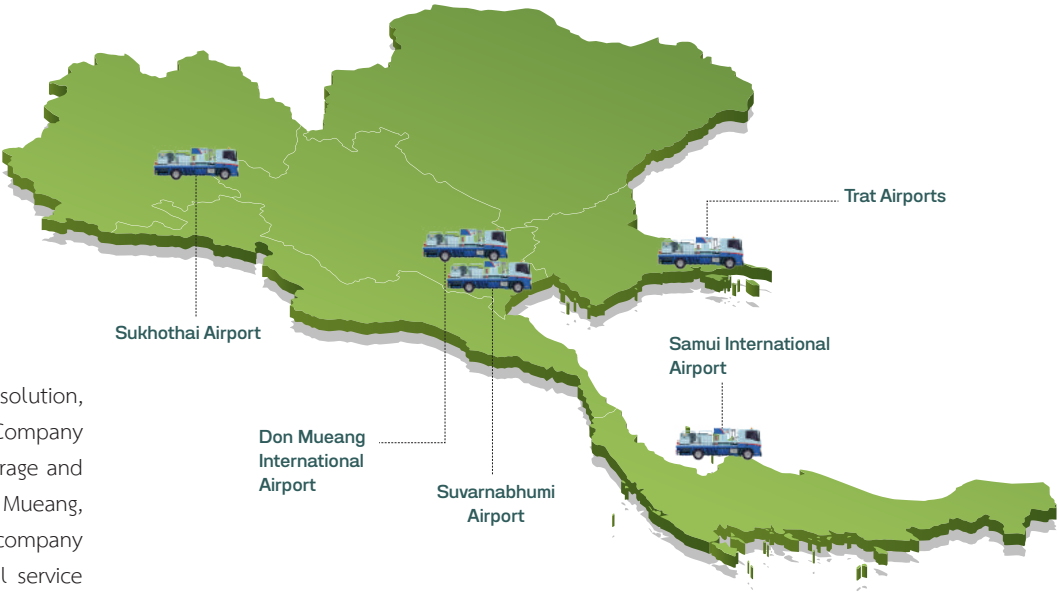 Trat Airports
Sukhothai Airport
Samui International
Airport
solution,
Company
rage and
Mueang,
company
l service
Don Mueang
International
Airport
Suvarnabhumi
Airport